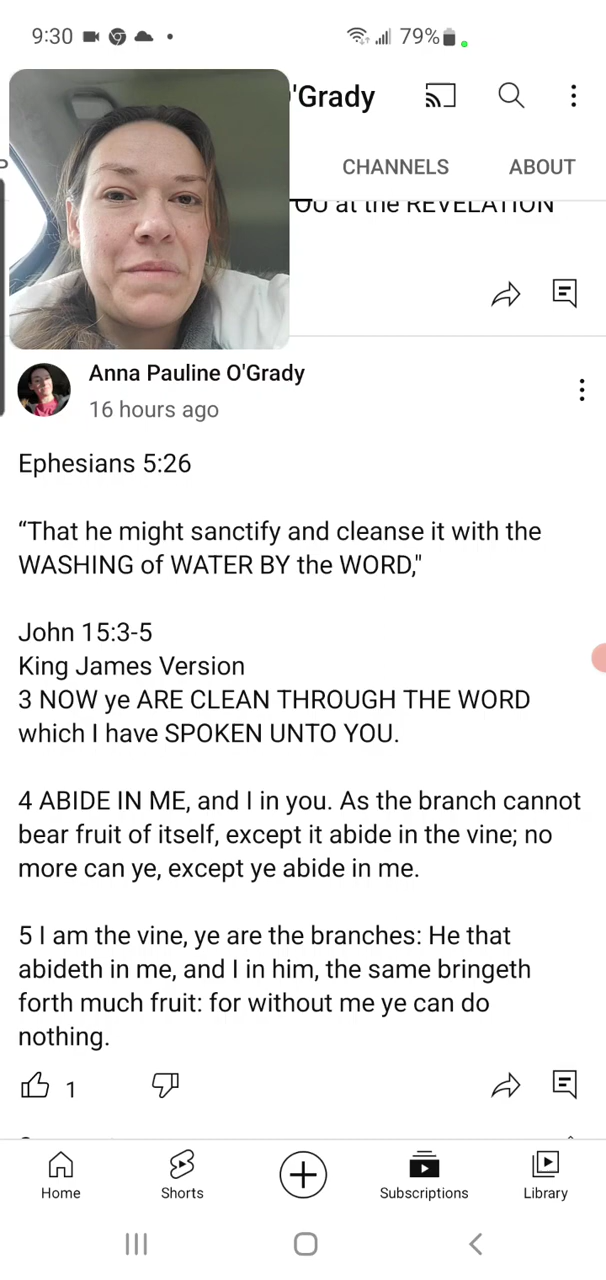 9:30
79%
'Grady
CHANNELS ABOUT
at the REVELATION
Anna Pauline O'Grady
16 hours ago
Ephesians 5:26
“That he might sanctify and cleanse it with the
WASHING of WATER BY the WORD,"
John 15:3-5
King James Version
3 NOW ye ARE CLEAN THROUGH THE WORD
which I have SPOKEN UNTO YOU.
4 ABIDE IN ME, and I in you. As the branch cannot
bear fruit of itself, except it abide in the vine; no
more can ye, except ye abide in me.
5 I am the vine, ye are the branches: He that
abideth in me, and I in him, the same bringeth
forth much fruit: for without me ye can do
nothing.
1
Home Shorts Subscriptions Library